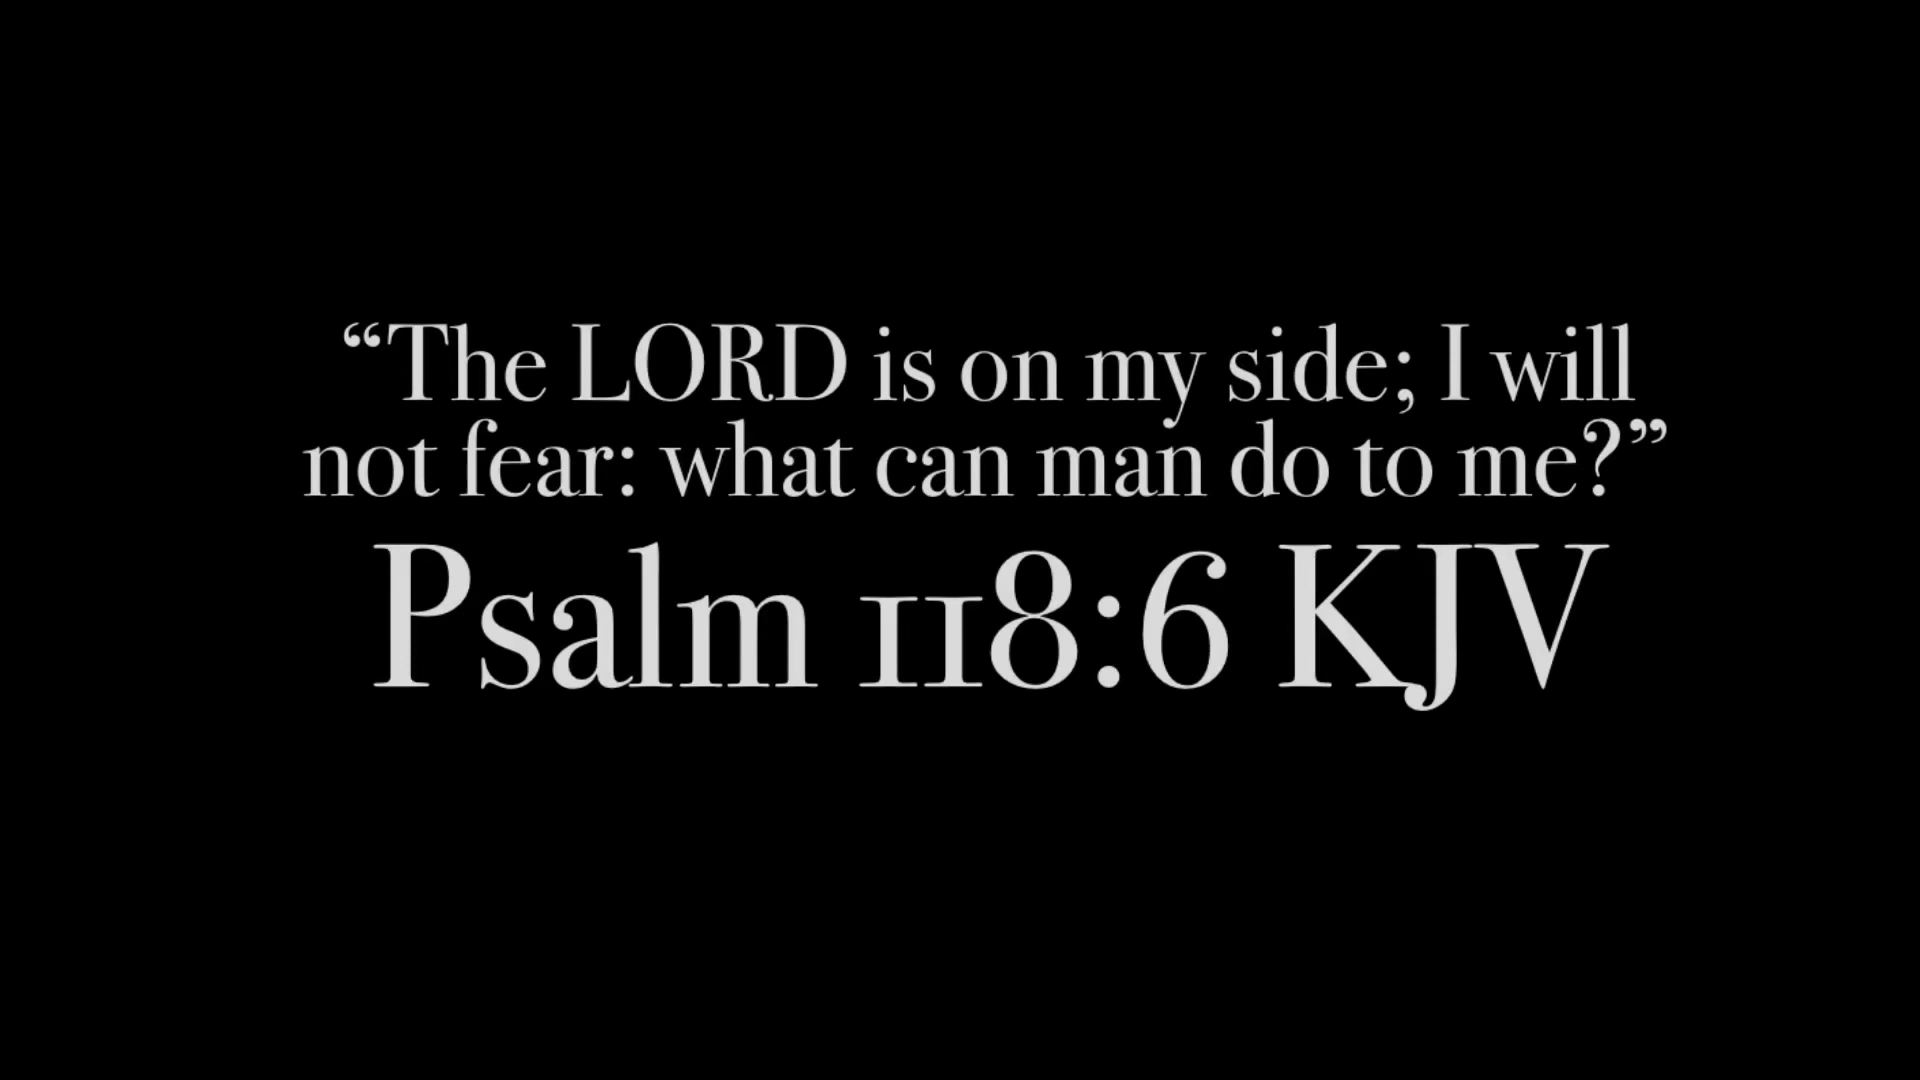 “The LORD is on my side; I will
not fear: what can man do to me?”
Psalm 118:6 KJV